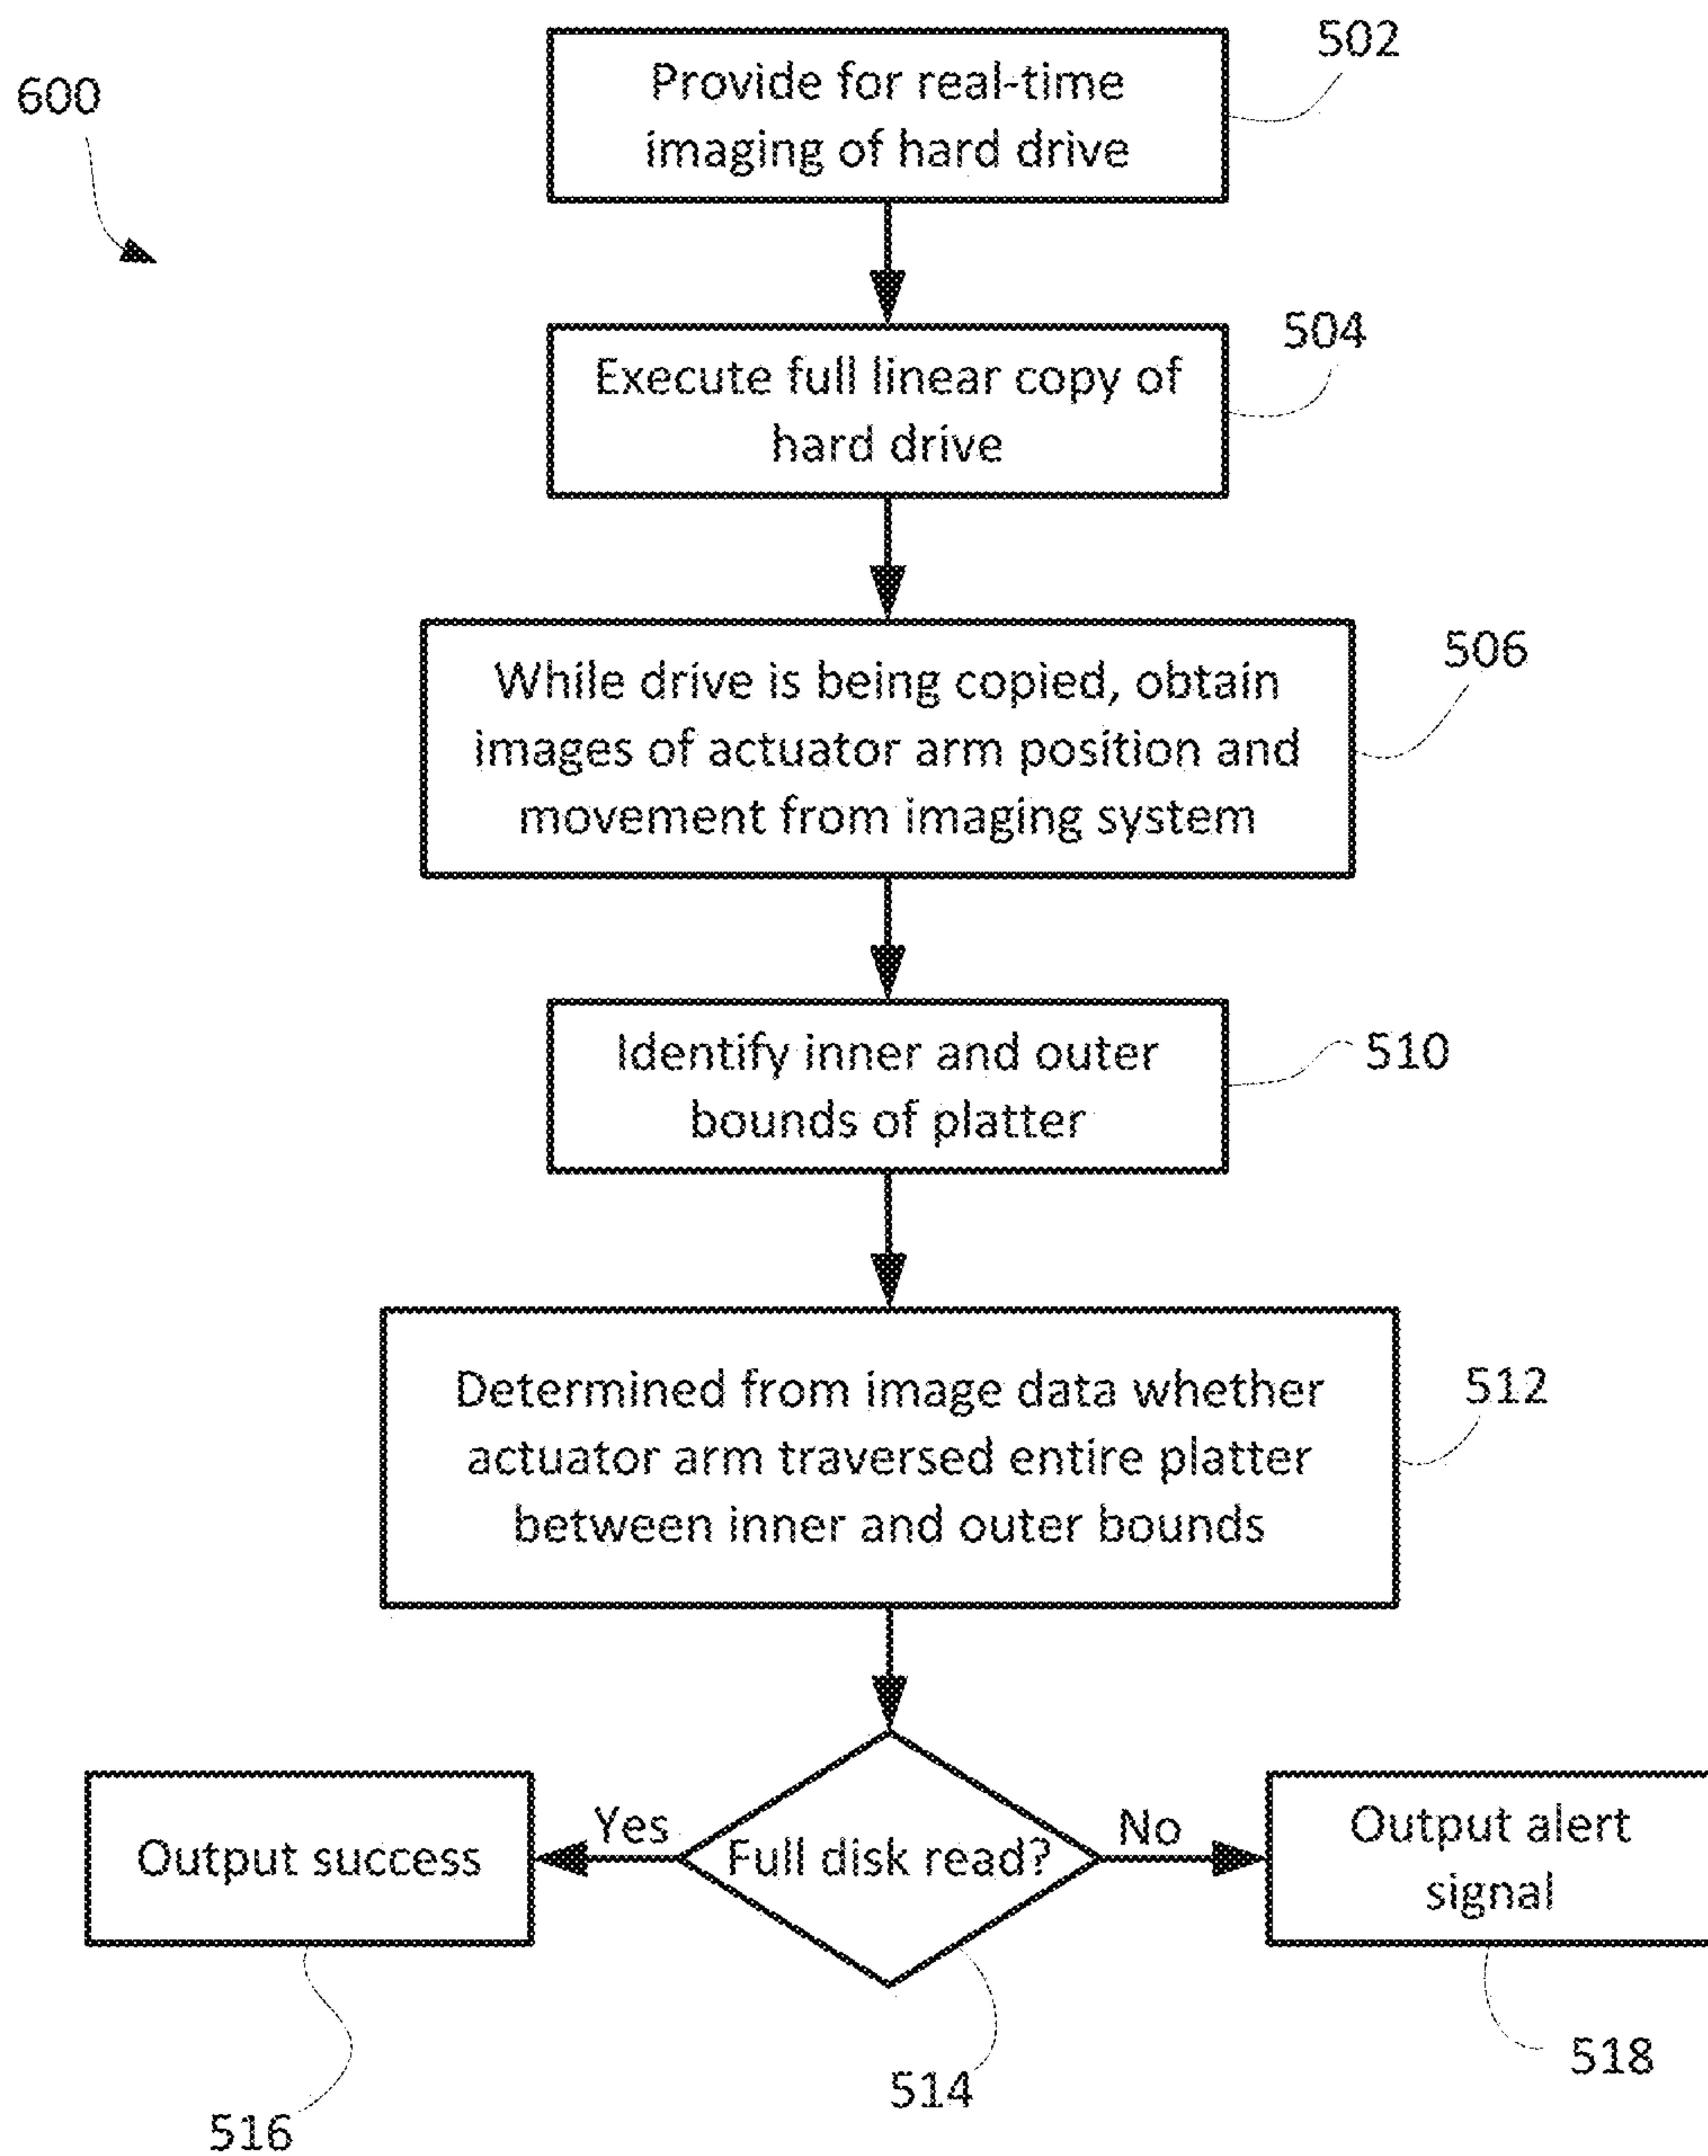 502
Provide for real-time
imaging of hard drive
600
504
Execute full linear copy of
hard drive
506
While drive is being copied, obtain
images of actuator arm position and
movement from imaging system
510
Identify inner and outer
bounds of platter
512
Determined from image data whether
actuator arm traversed entire platter
between inner and outer bounds
Yes
Full disk read?
No
Output success
Output alert
signal
514
516
518